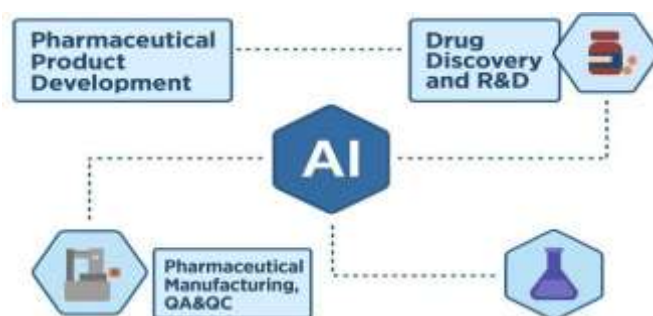 Pharmaceutical
Product
Development
Drug
Discovery
and R&D
AI
Pharmaceutical
Manufacturing,
QA&QC